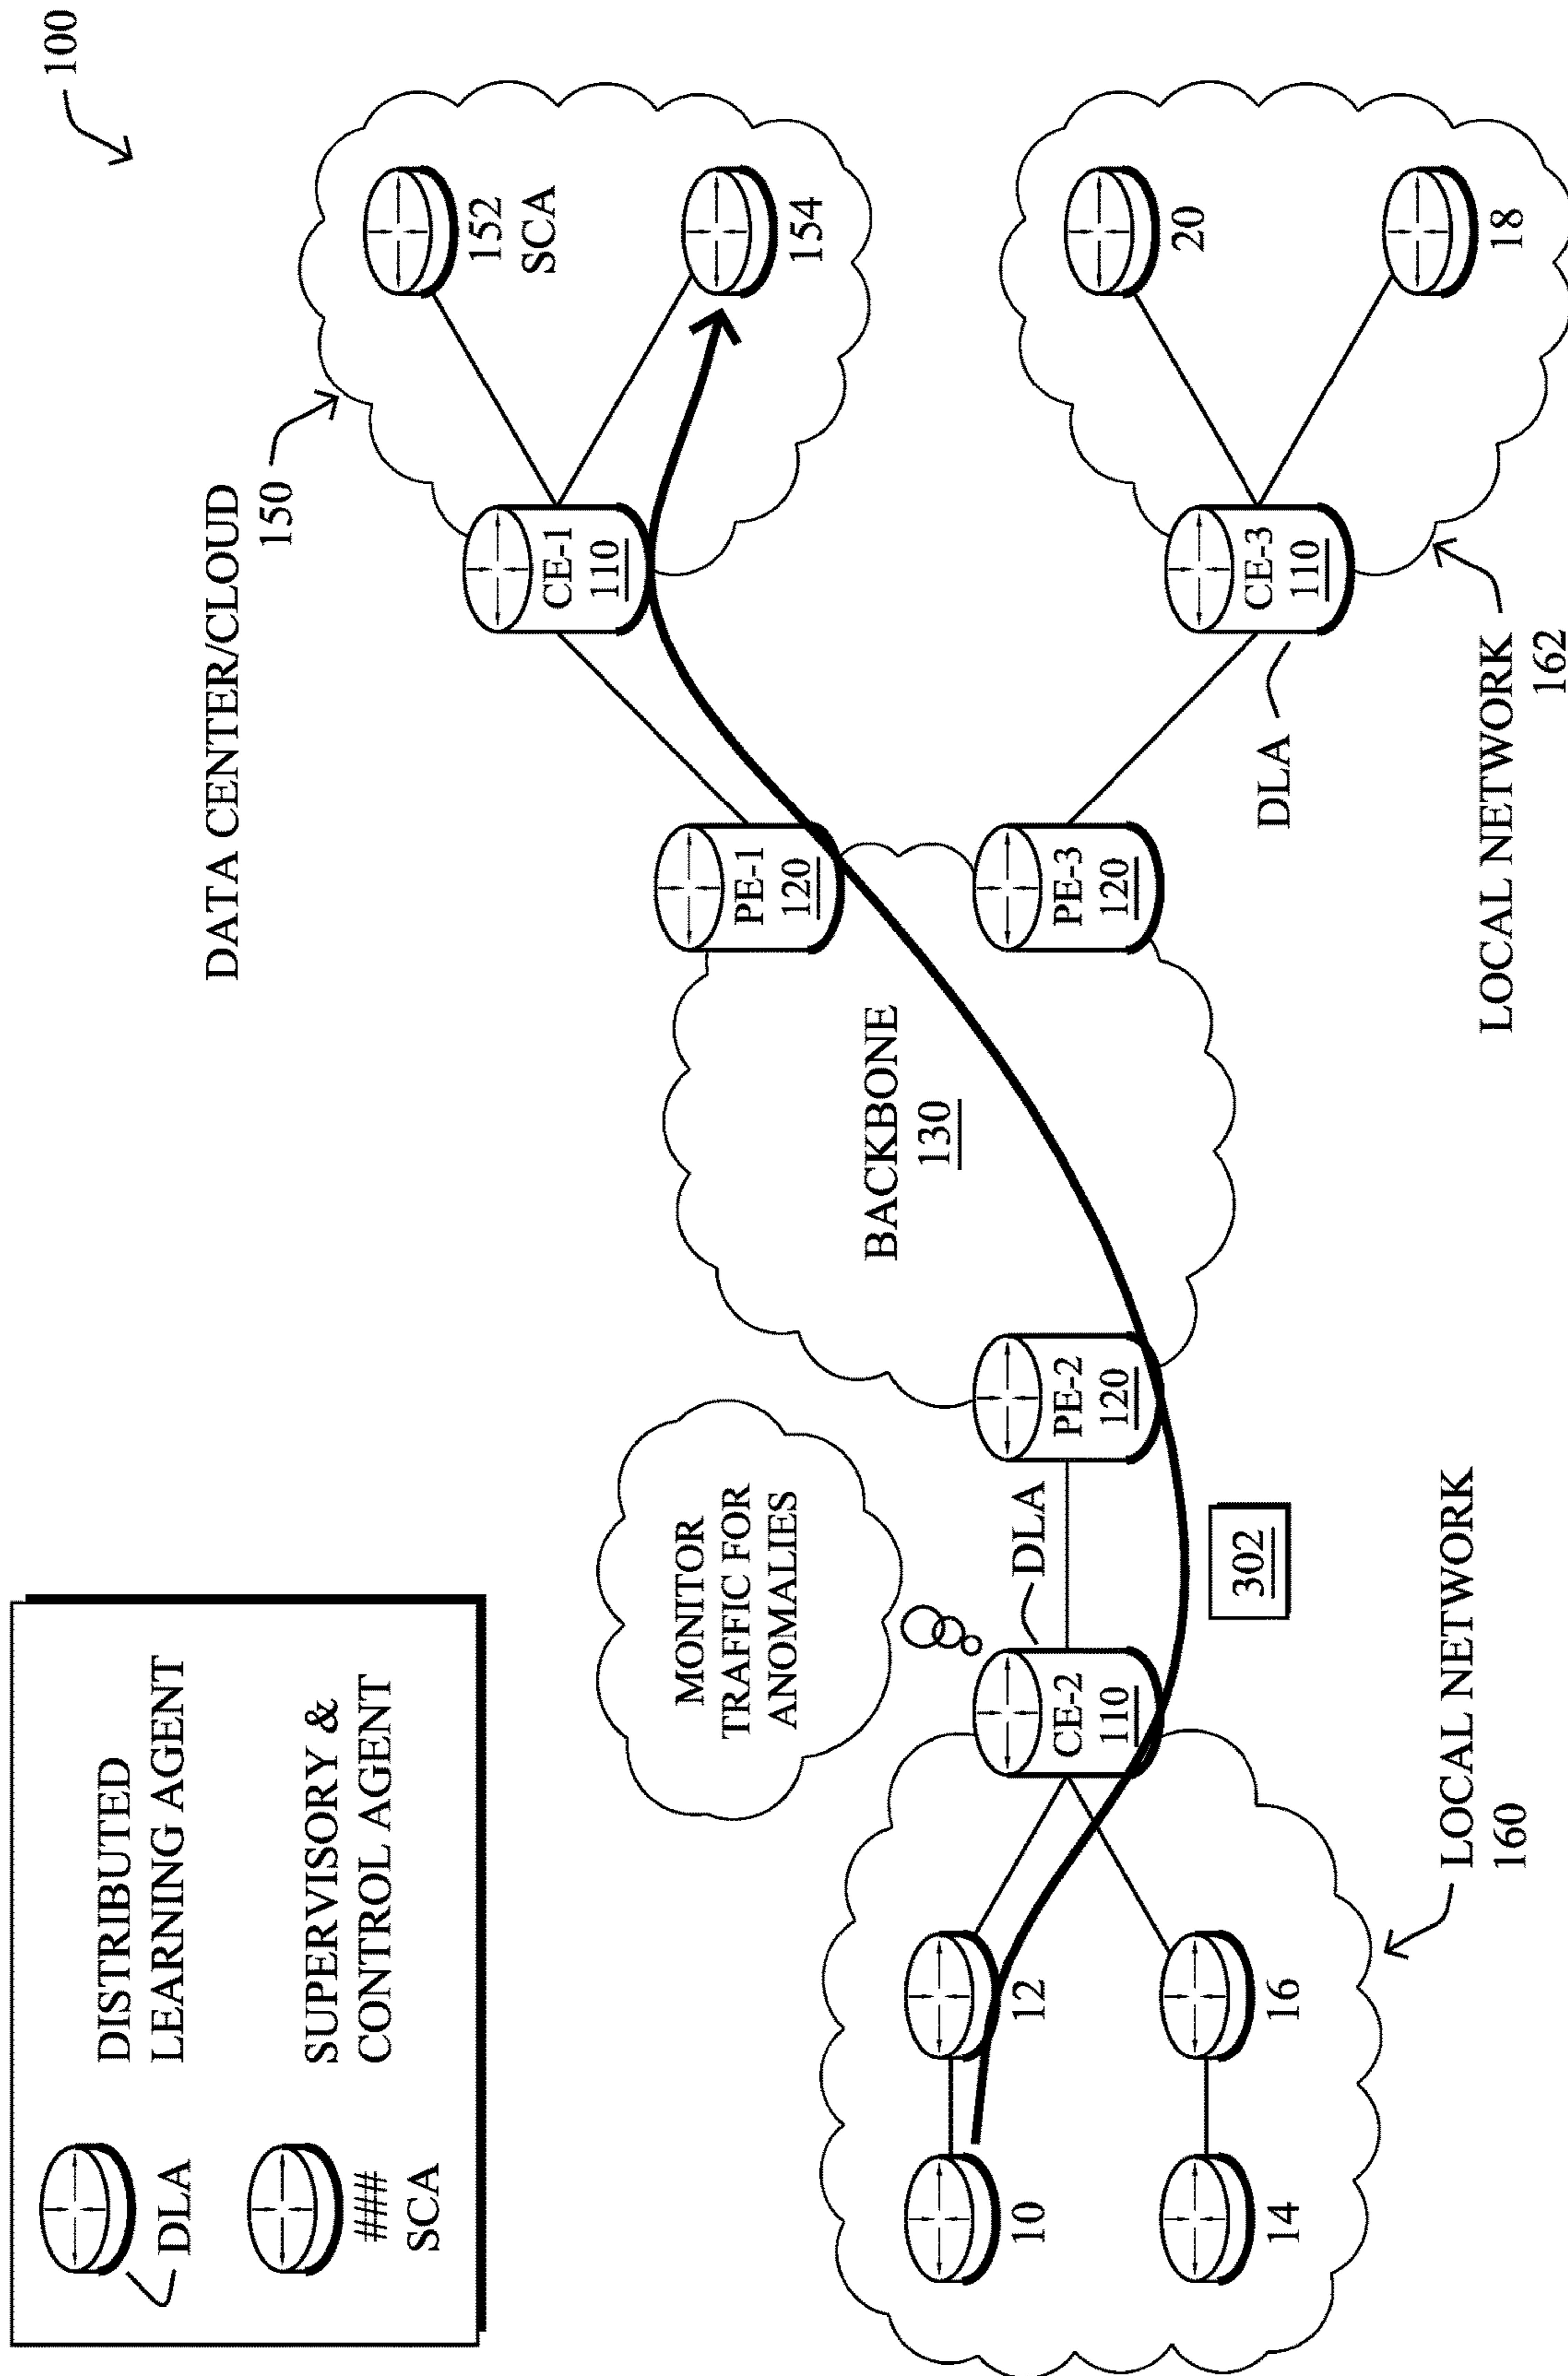 100
DISTRIBUTED
LEARNING AGENT
DLA
SUPERVISORY &
CONTROL AGENT
###
SCA
DATA CENTER/CLOUD
150
152
SCA
154
CE-1
110
PE-1
120
MONITOR
TRAFFIC FOR
ANOMALIES
BACKBONE
130
10
12
14
16
CE-2
110
DLA
PE-2
120
302
PE-3
120
CE-3
110
DLA
20
18
LOCAL NETWORK
160
LOCAL NETWORK
162